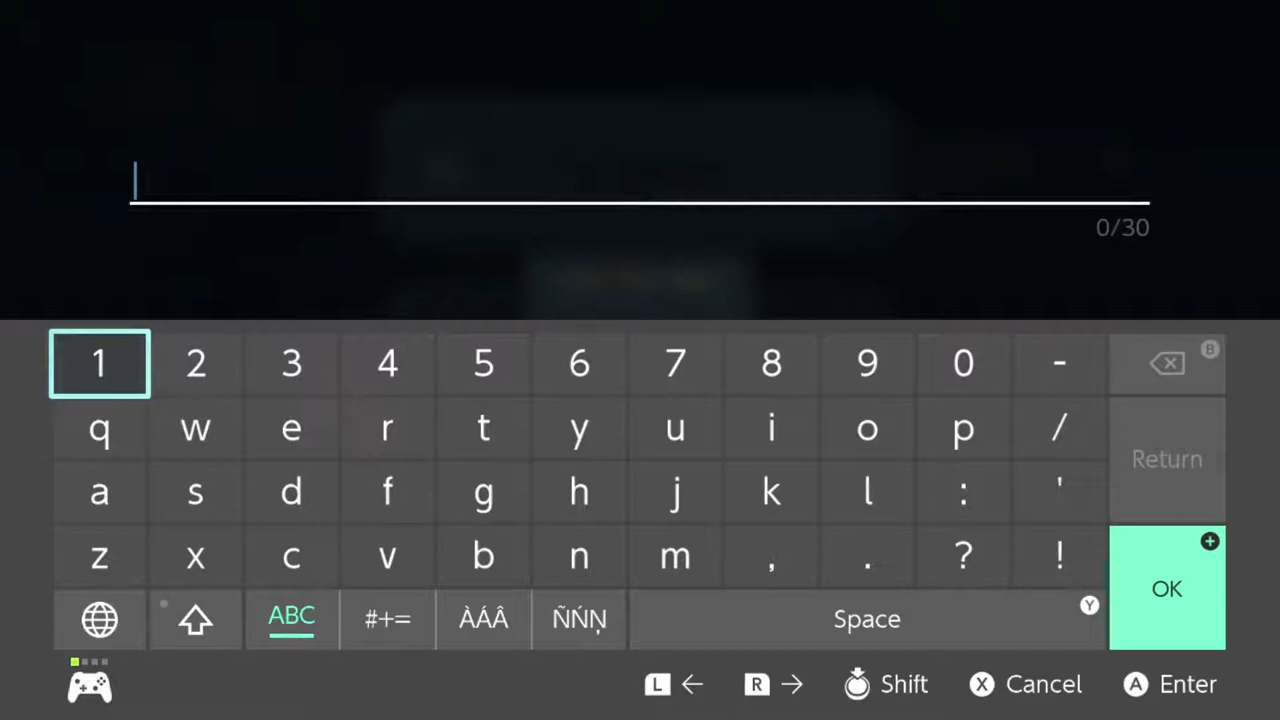 0/30
1 2 3 4 5 6 7 8 9 0 - B
q w e r t y u i o p /
Return
a s d f g h j k l : '
z x c v b n m , . ? !
OK
ABC #+= ÀÁÂ ÑŃŅ Space Y
L ← R → Shift X Cancel A Enter